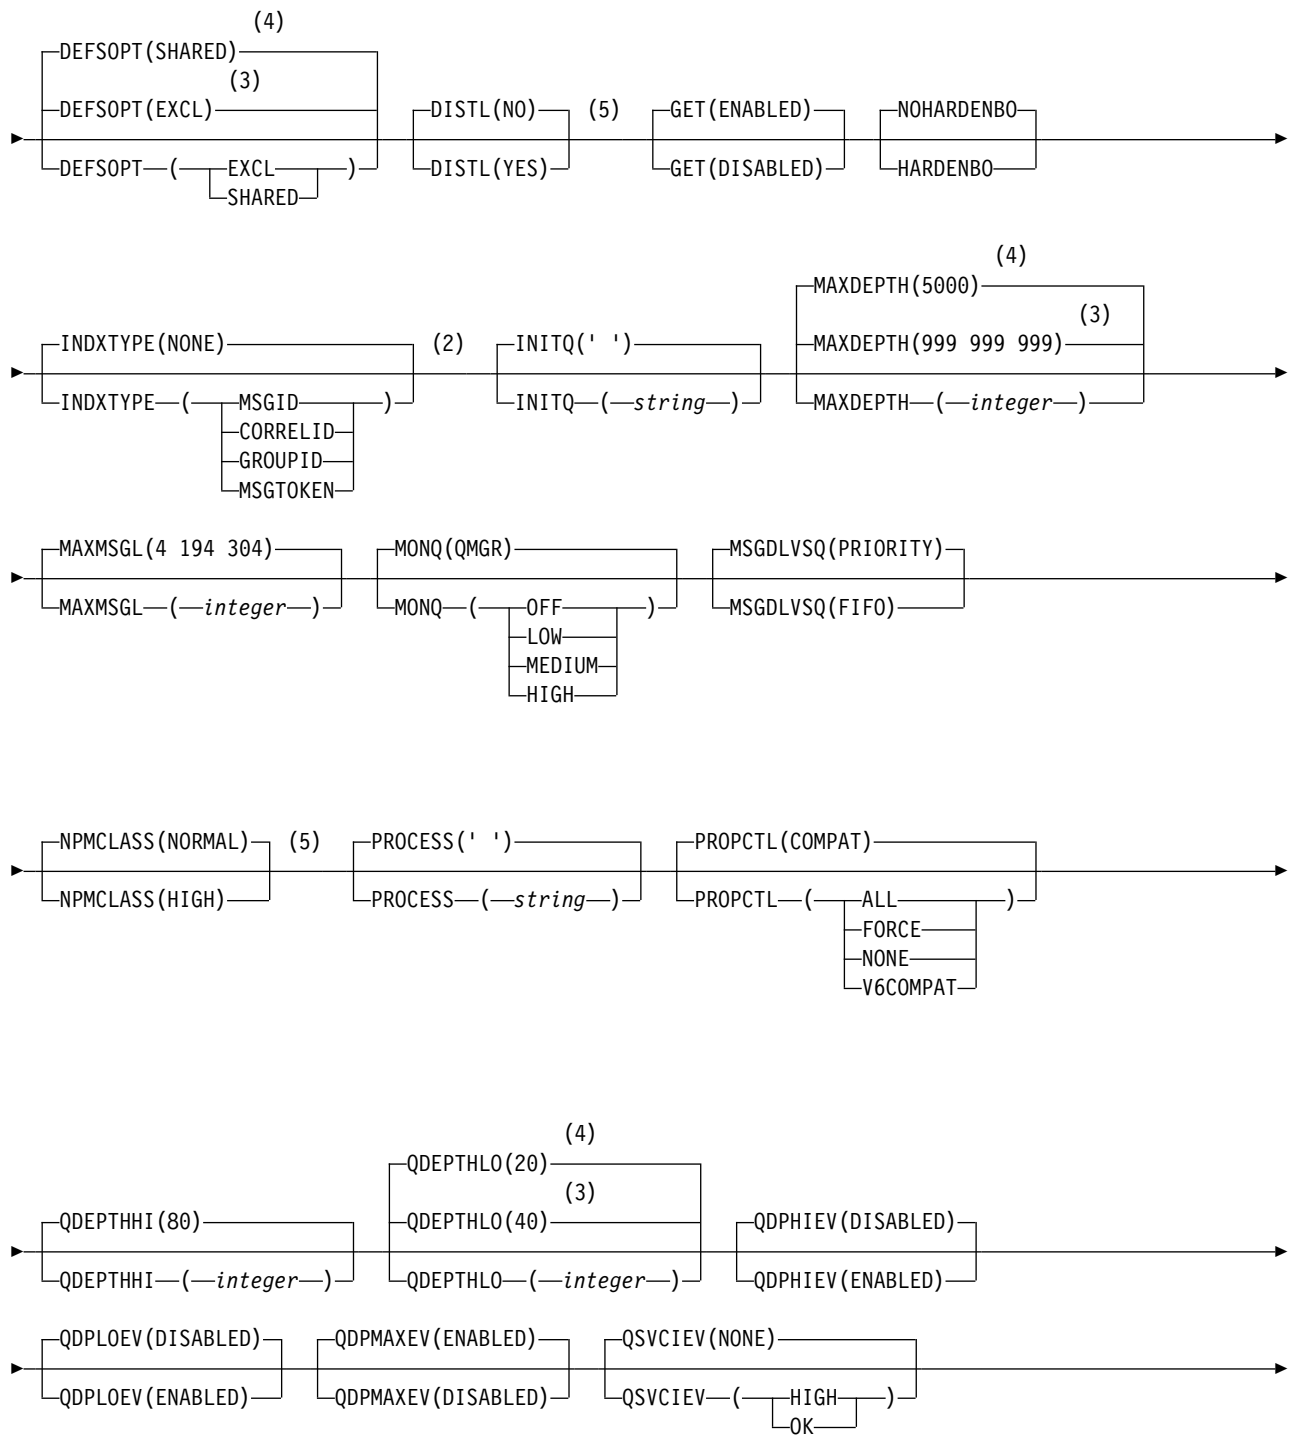 (4)
DEFSOPT(SHARED)
(3)
DEFSOPT(EXCL) DISTL(NO) (5) GET(ENABLED) NOHARDENBO
DEFSOPT ( EXCL ) DISTL(YES) GET(DISABLED) HARDENBO
SHARED
(4)
MAXDEPTH(5000)
(3)
INDXTYPE(NONE) (2) INITQ(' ') MAXDEPTH(999 999 999)
INDXTYPE ( MSGID ) INITQ ( string ) MAXDEPTH ( integer )
CORRELID
GROUPID
MSGTOKEN
MAXMSGL(4 194 304) MONQ(QMGR) MSGDLVSQ(PRIORITY)
MAXMSGL ( integer ) MONQ ( OFF ) MSGDLVSQ(FIFO)
LOW
MEDIUM
HIGH
NPMCLASS(NORMAL) (5) PROCESS(' ') PROPCTL(COMPAT)
NPMCLASS(HIGH) PROCESS ( string ) PROPCTL ( ALL )
FORCE
NONE
V6COMPAT
(4)
QDEPTHLO(20)
(3)
QDEPTHHI(80) QDEPTHLO(40) QDPHIEV(DISABLED)
QDEPTHHI ( integer ) QDEPTHLO ( integer ) QDPHIEV(ENABLED)
QDPLOEV(DISABLED) QDPMAXEV(ENABLED) QSVCIEV(NONE)
QDPLOEV(ENABLED) QDPMAXEV(DISABLED) QSVCIEV ( HIGH )
OK